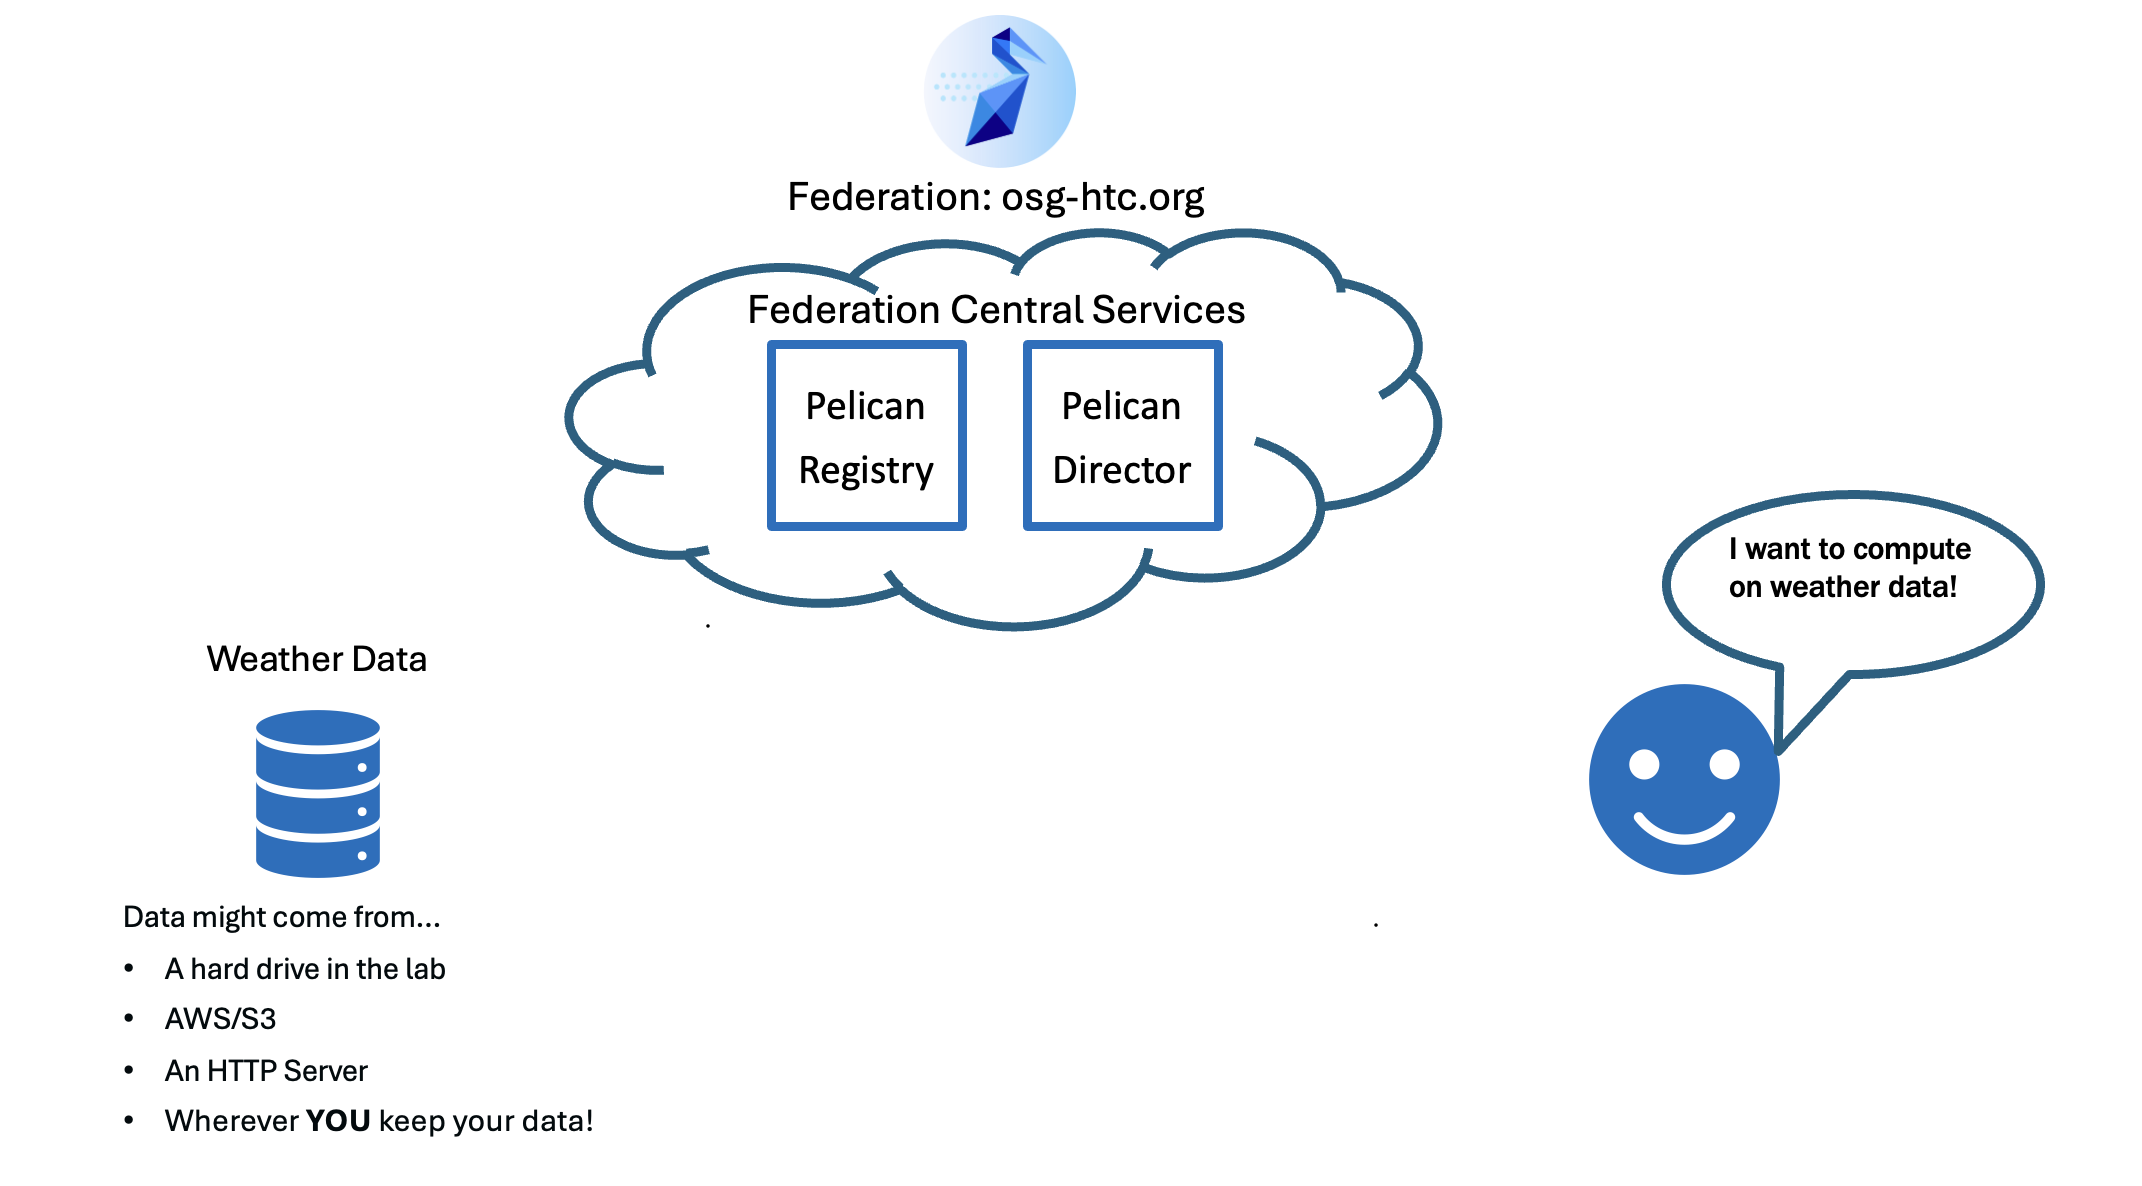 Federation: osg-htc.org
Federation Central Services
Pelican
Registry
Pelican
Director
I want to compute
on weather data!
Weather Data
Data might come from...
• A hard drive in the lab
• AWS/S3
• An HTTP Server
• Wherever YOU keep your data!